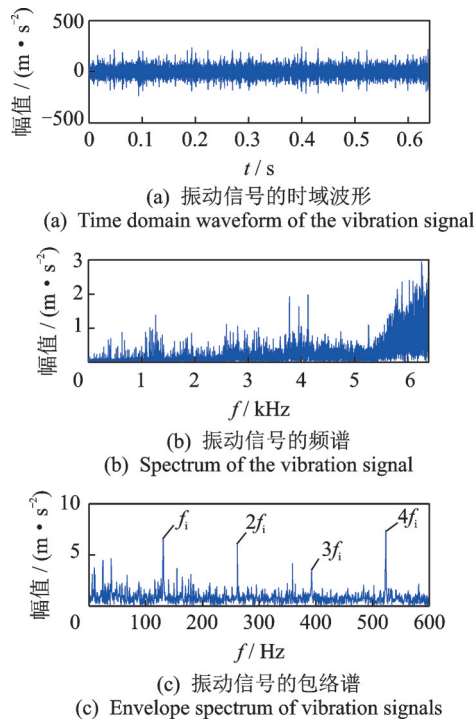 500
0
−500
幅值 / (m • s⁻²)
0 0.1 0.2 0.3 0.4 0.5 0.6
t / s
(a) 振动信号的时域波形
(a) Time domain waveform of the vibration signal
3
2
1
幅值 / (m • s⁻²)
1 2 3 4 5 6
f / kHz
(b) 振动信号的频谱
(b) Spectrum of the vibration signal
10
5
0
幅值 / (m • s⁻²)
fᵢ 2fᵢ 3fᵢ 4fᵢ
100 200 300 400 500 600
f / Hz
(c) 振动信号的包络谱
(c) Envelope spectrum of vibration signals